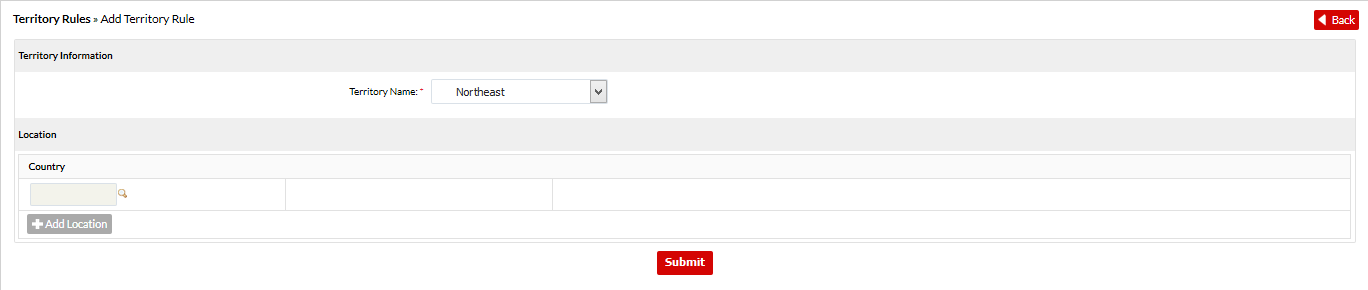 Territory Rules » Add Territory Rule
Back
Territory Information
Territory Name: * Northeast
Location
Country
Add Location
Submit